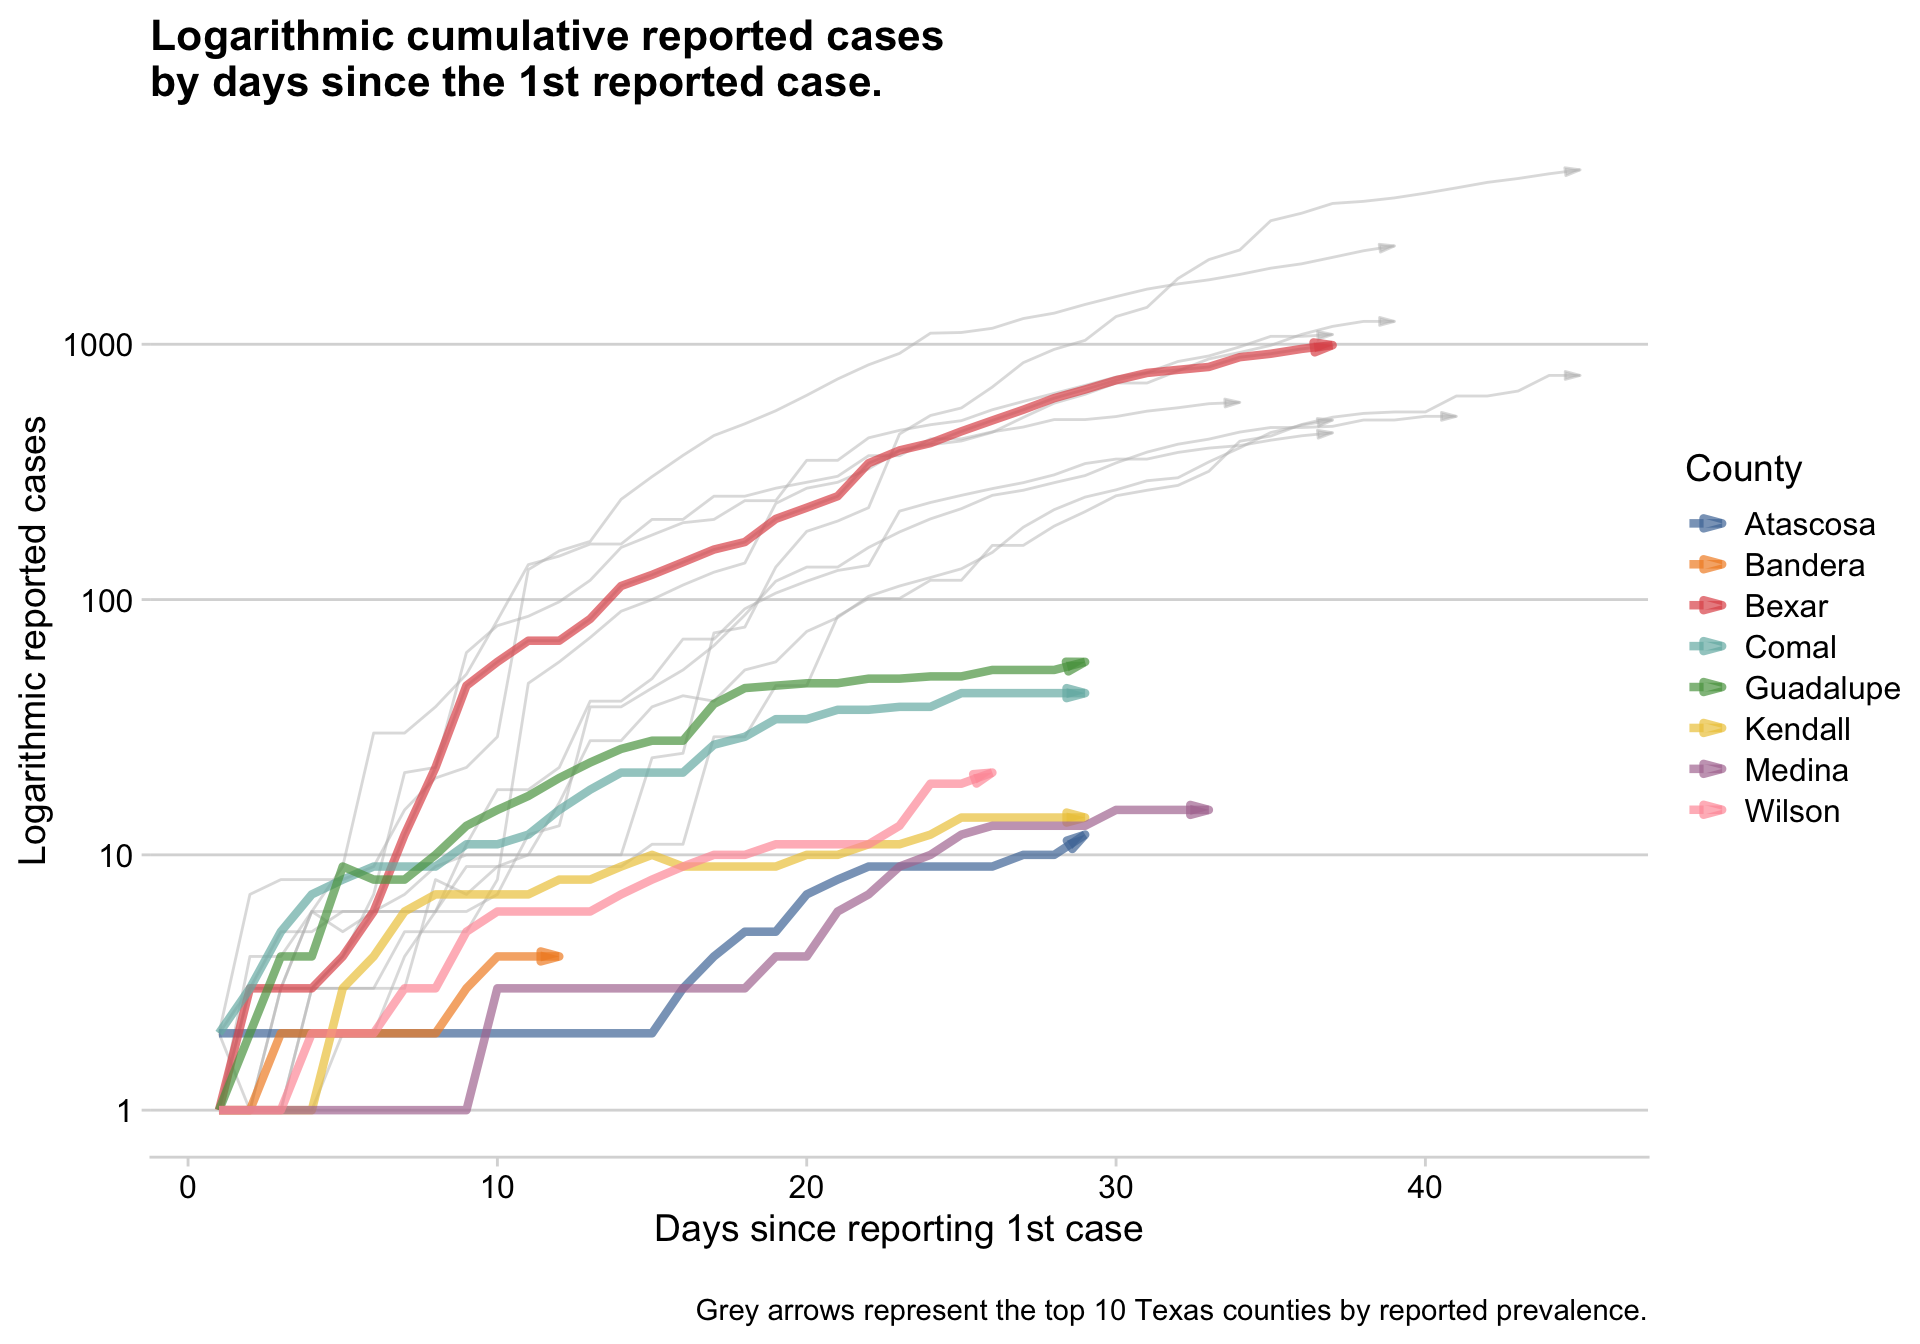 Logarithmic cumulative reported cases
by days since the 1st reported case.
Logarithmic reported cases
1000
100
10
1
0 10 20 30 40
Days since reporting 1st case
County
Atascosa
Bandera
Bexar
Comal
Guadalupe
Kendall
Medina
Wilson
Grey arrows represent the top 10 Texas counties by reported prevalence.